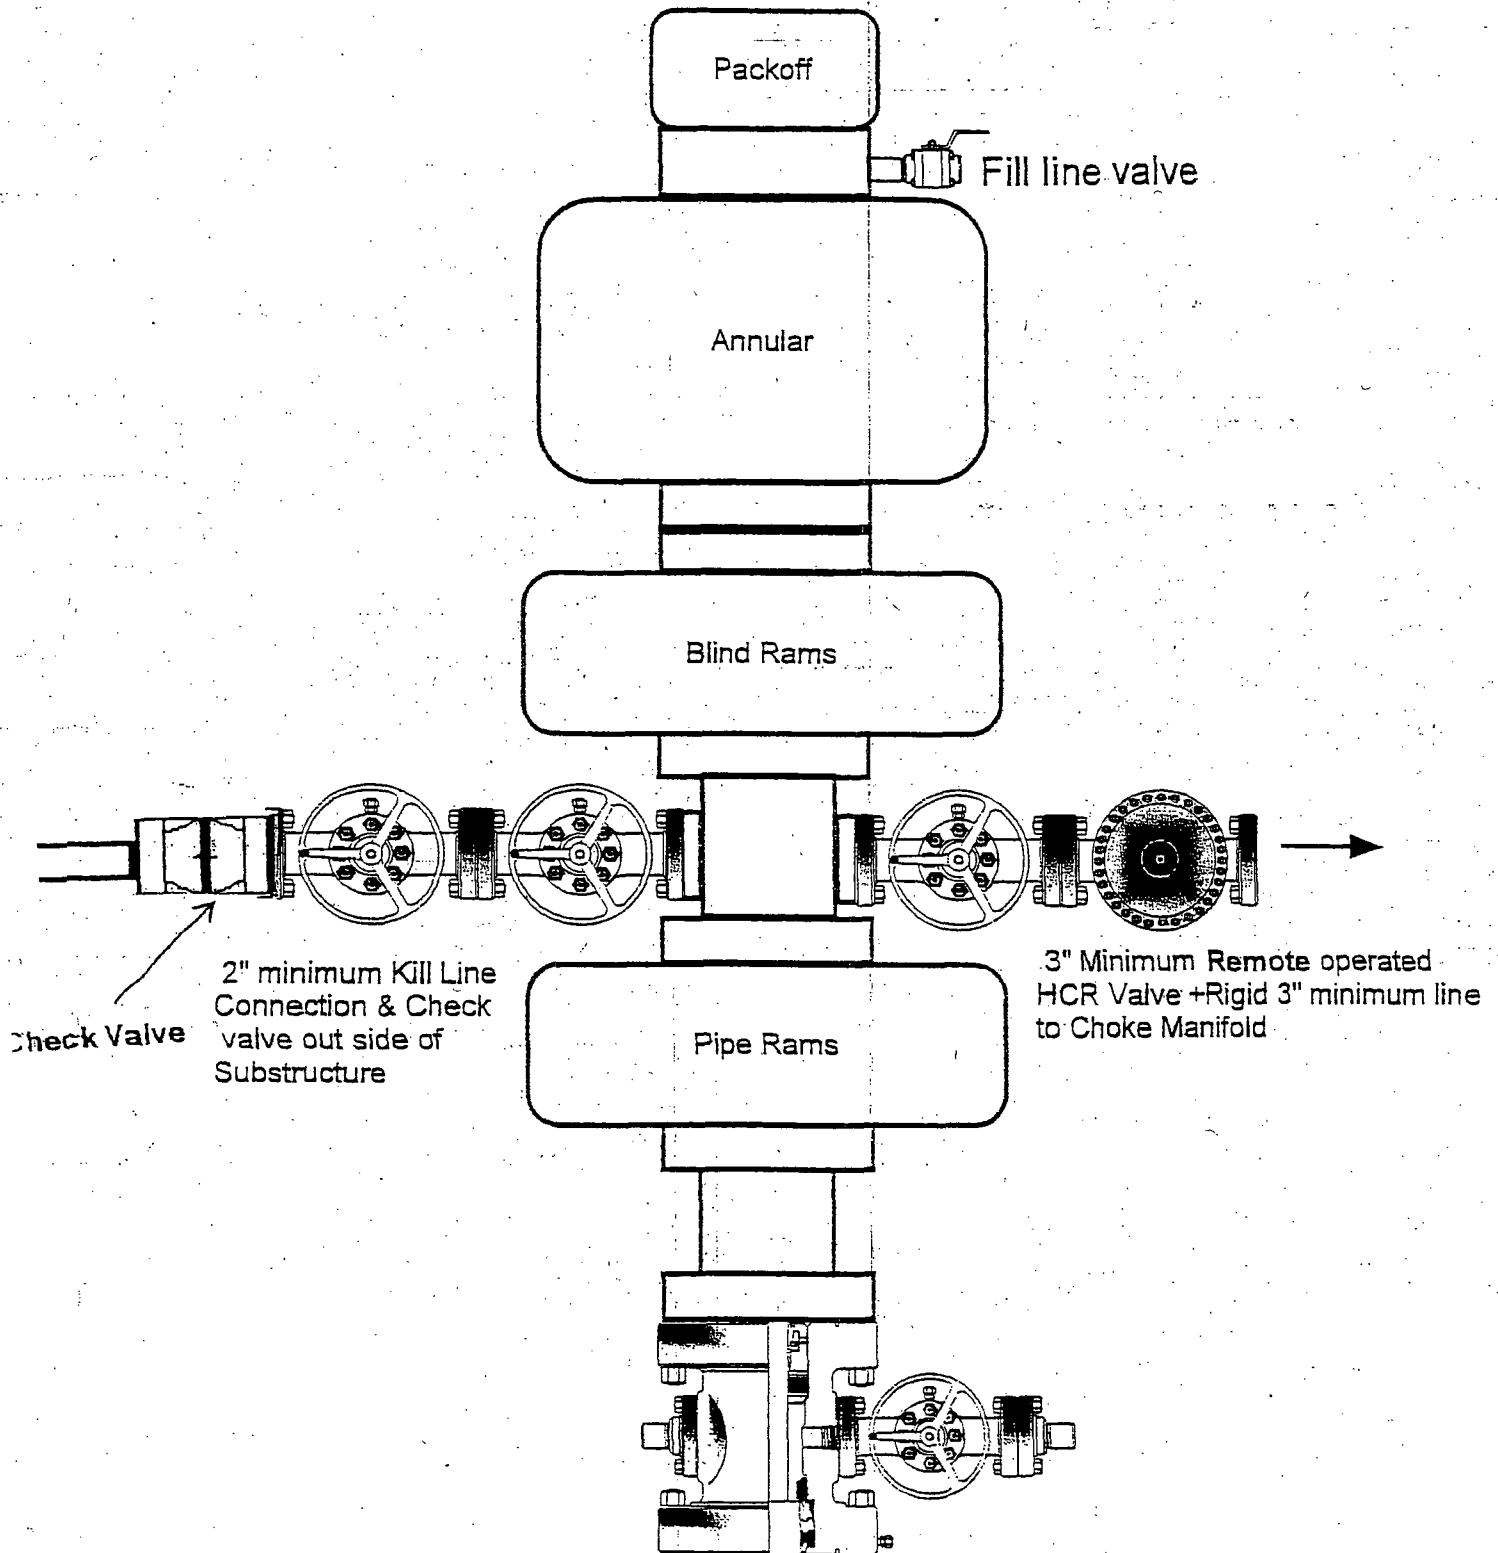 Packoff
Fill line valve
Annular
Blind Rams
2" minimum Kill Line
Connection & Check
valve out side of
Substructure
Check Valve
3" Minimum Remote operated
HCR Valve +Rigid 3" minimum line
to Choke Manifold
Pipe Rams